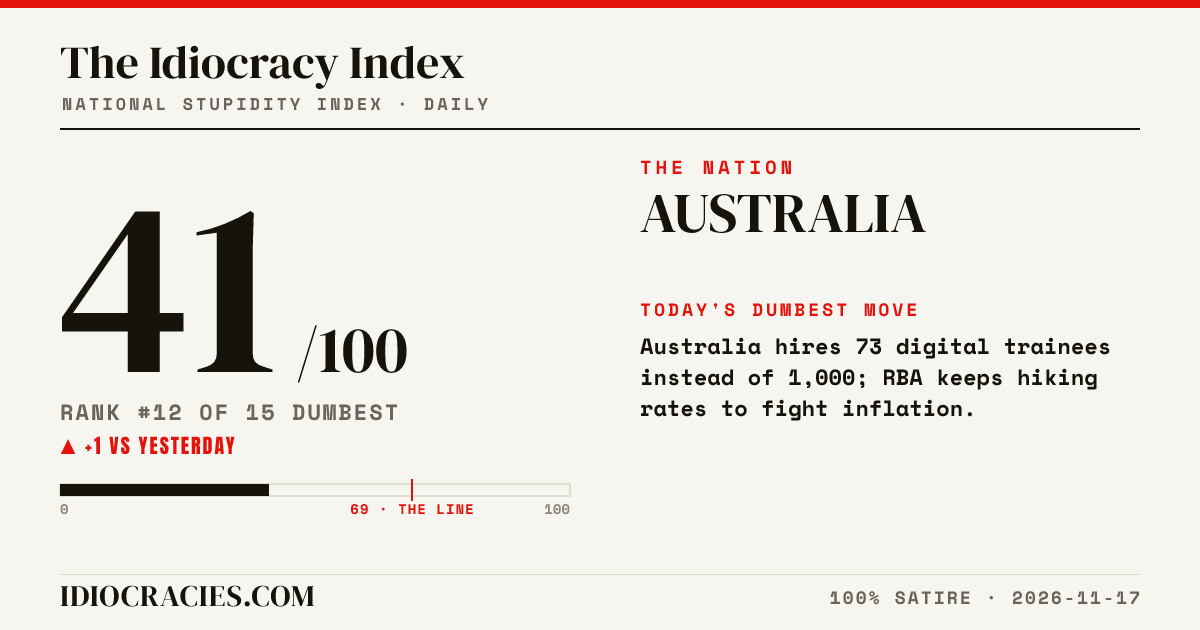 The Idiocracy Index
NATIONAL STUPIDITY INDEX · DAILY
41 /100
RANK #12 OF 15 DUMBEST
▲ +1 VS YESTERDAY
0
69 · THE LINE
100
THE NATION
AUSTRALIA
TODAY'S DUMBEST MOVE
Australia hires 73 digital trainees
instead of 1,000; RBA keeps hiking
rates to fight inflation.
IDIOCRACIES.COM
100% SATIRE · 2026-11-17